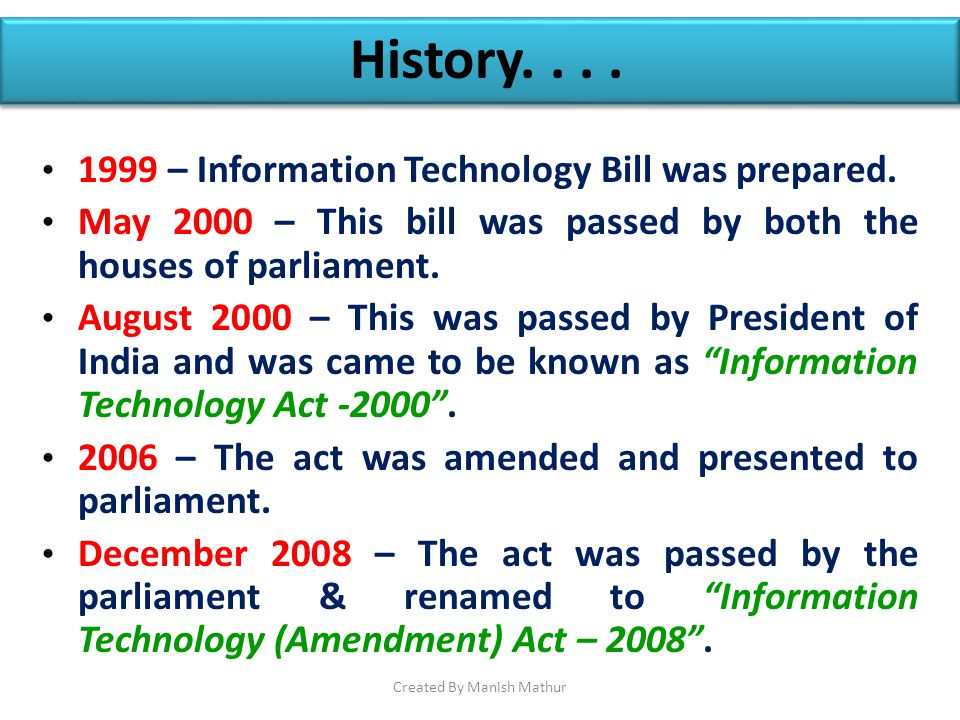 History. . . .
• 1999 – Information Technology Bill was prepared.
• May 2000 – This bill was passed by both the
houses of parliament.
• August 2000 – This was passed by President of
India and was came to be known as “Information
Technology Act -2000”.
• 2006 – The act was amended and presented to
parliament.
• December 2008 – The act was passed by the
parliament & renamed to “Information
Technology (Amendment) Act – 2008”.
Created By Manish Mathur